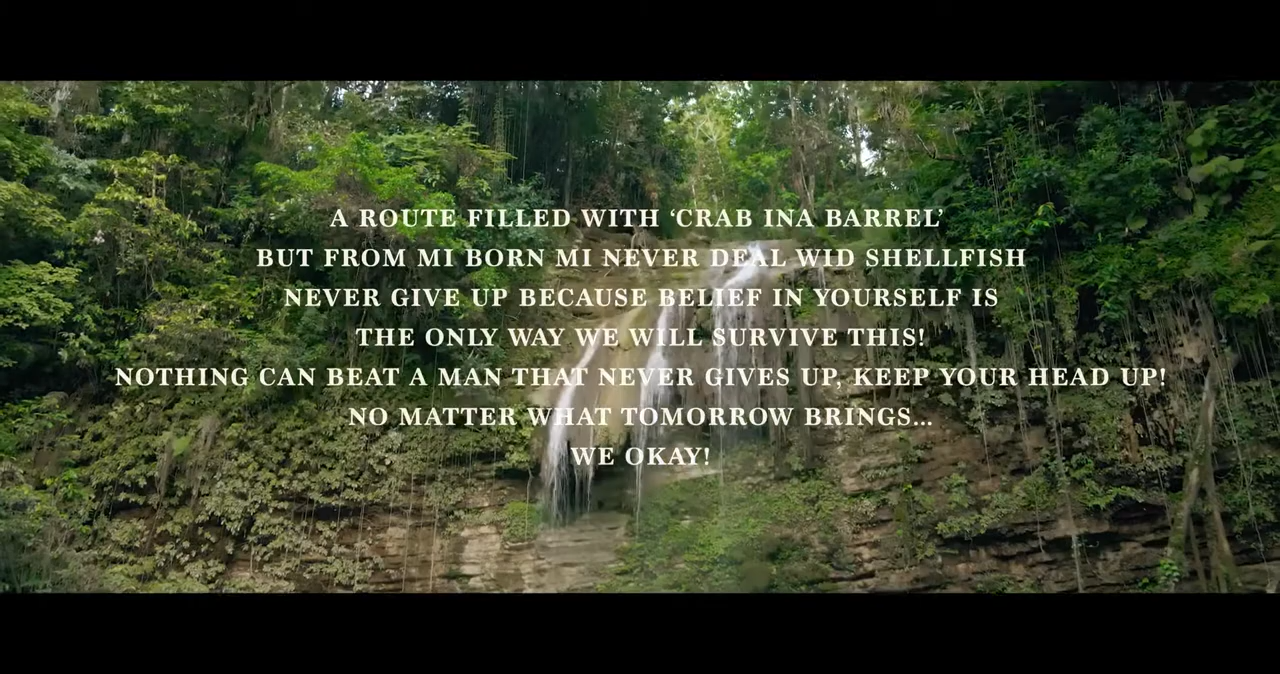 A ROUTE FILLED WITH ‘CRAB INA BARREL’
BUT FROM MI BORN MI NEVER DEAL WID SHELLFISH
NEVER GIVE UP BECAUSE BELIEF IN YOURSELF IS
THE ONLY WAY WE WILL SURVIVE THIS!
NOTHING CAN BEAT A MAN THAT NEVER GIVES UP, KEEP YOUR HEAD UP!
NO MATTER WHAT TOMORROW BRINGS...
WE OKAY!